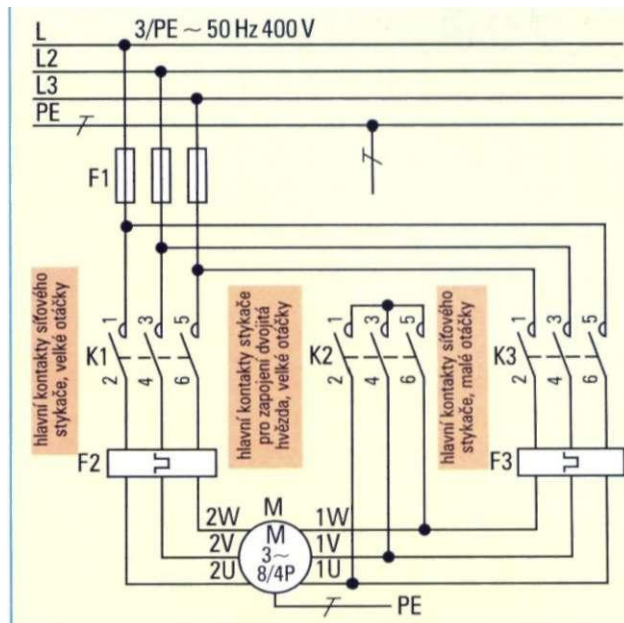 L 3/PE ~ 50 Hz 400 V
L2
L3
PE
F1
hlavní kontakty síťového
stykače, velké otáčky
K1
1 3 5
2 4 6
hlavní kontakty stykače
pro zapojení dvojitá
hvězda, velké otáčky
K2
1 3 5
2 4 6
hlavní kontakty síťového
stykače, malé otáčky
K3
1 3 5
2 4 6
F2
F3
M
2W M 1W
2V 3~ 1V
2U 8/4P 1U
PE